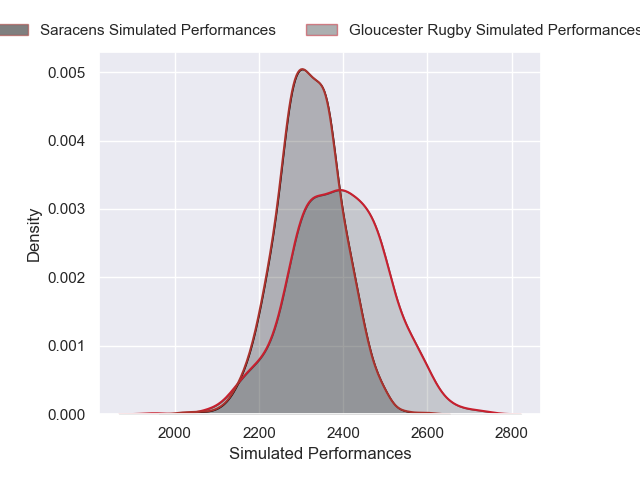 Saracens Simulated Performances Gloucester Rugby Simulated Performances
0.005
0.004
0.003
0.002
0.001
0.000
Density
2000 2200 2400 2600 2800
Simulated Performances